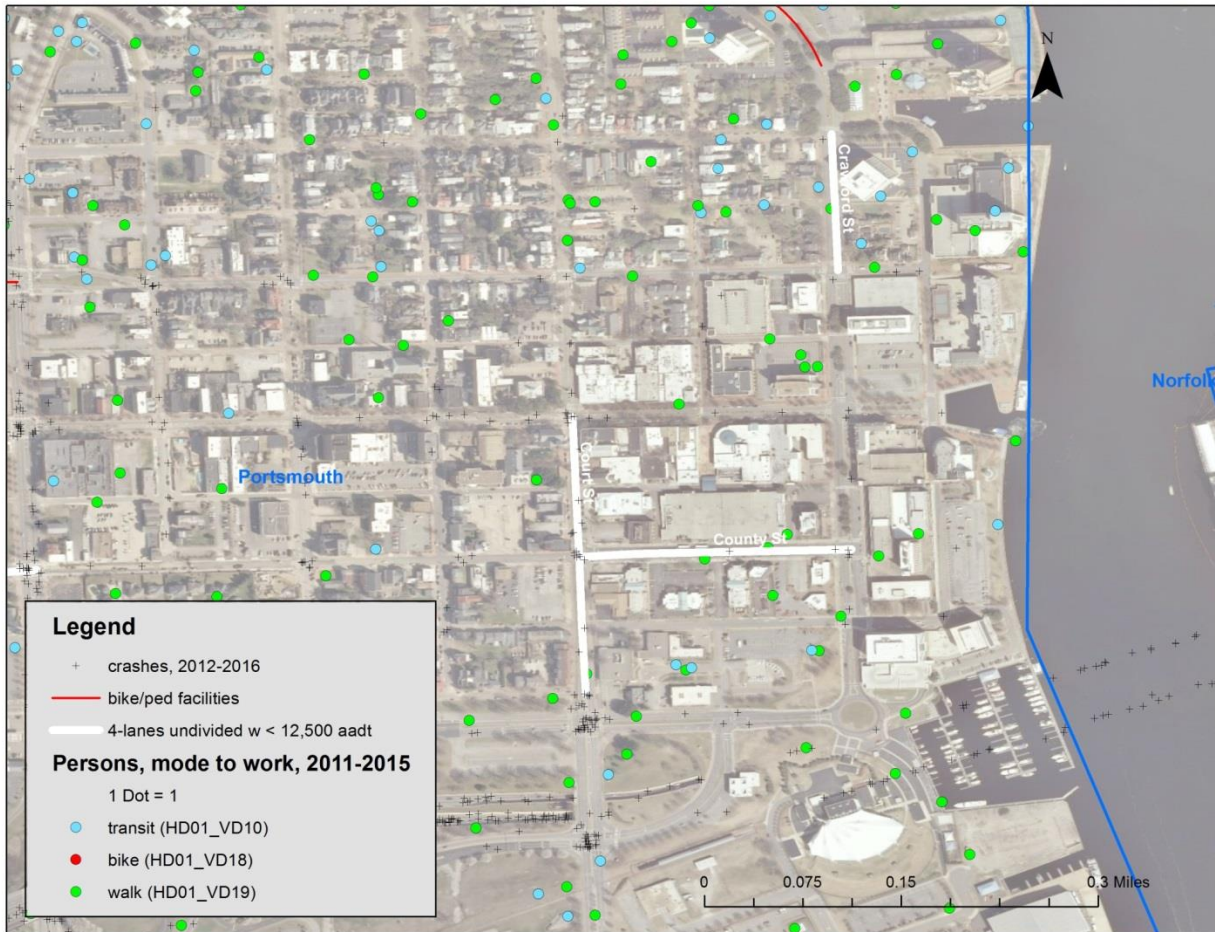 N
Crawford St
Norfolk
Court St
Portsmouth
County St
Legend
crashes, 2012-2016
bike/ped facilities
4-lanes undivided w < 12,500 aadt
Persons, mode to work, 2011-2015
1 Dot = 1
transit (HD01_VD10)
bike (HD01_VD18)
walk (HD01_VD19)
0 0.075 0.15 0.3 Miles